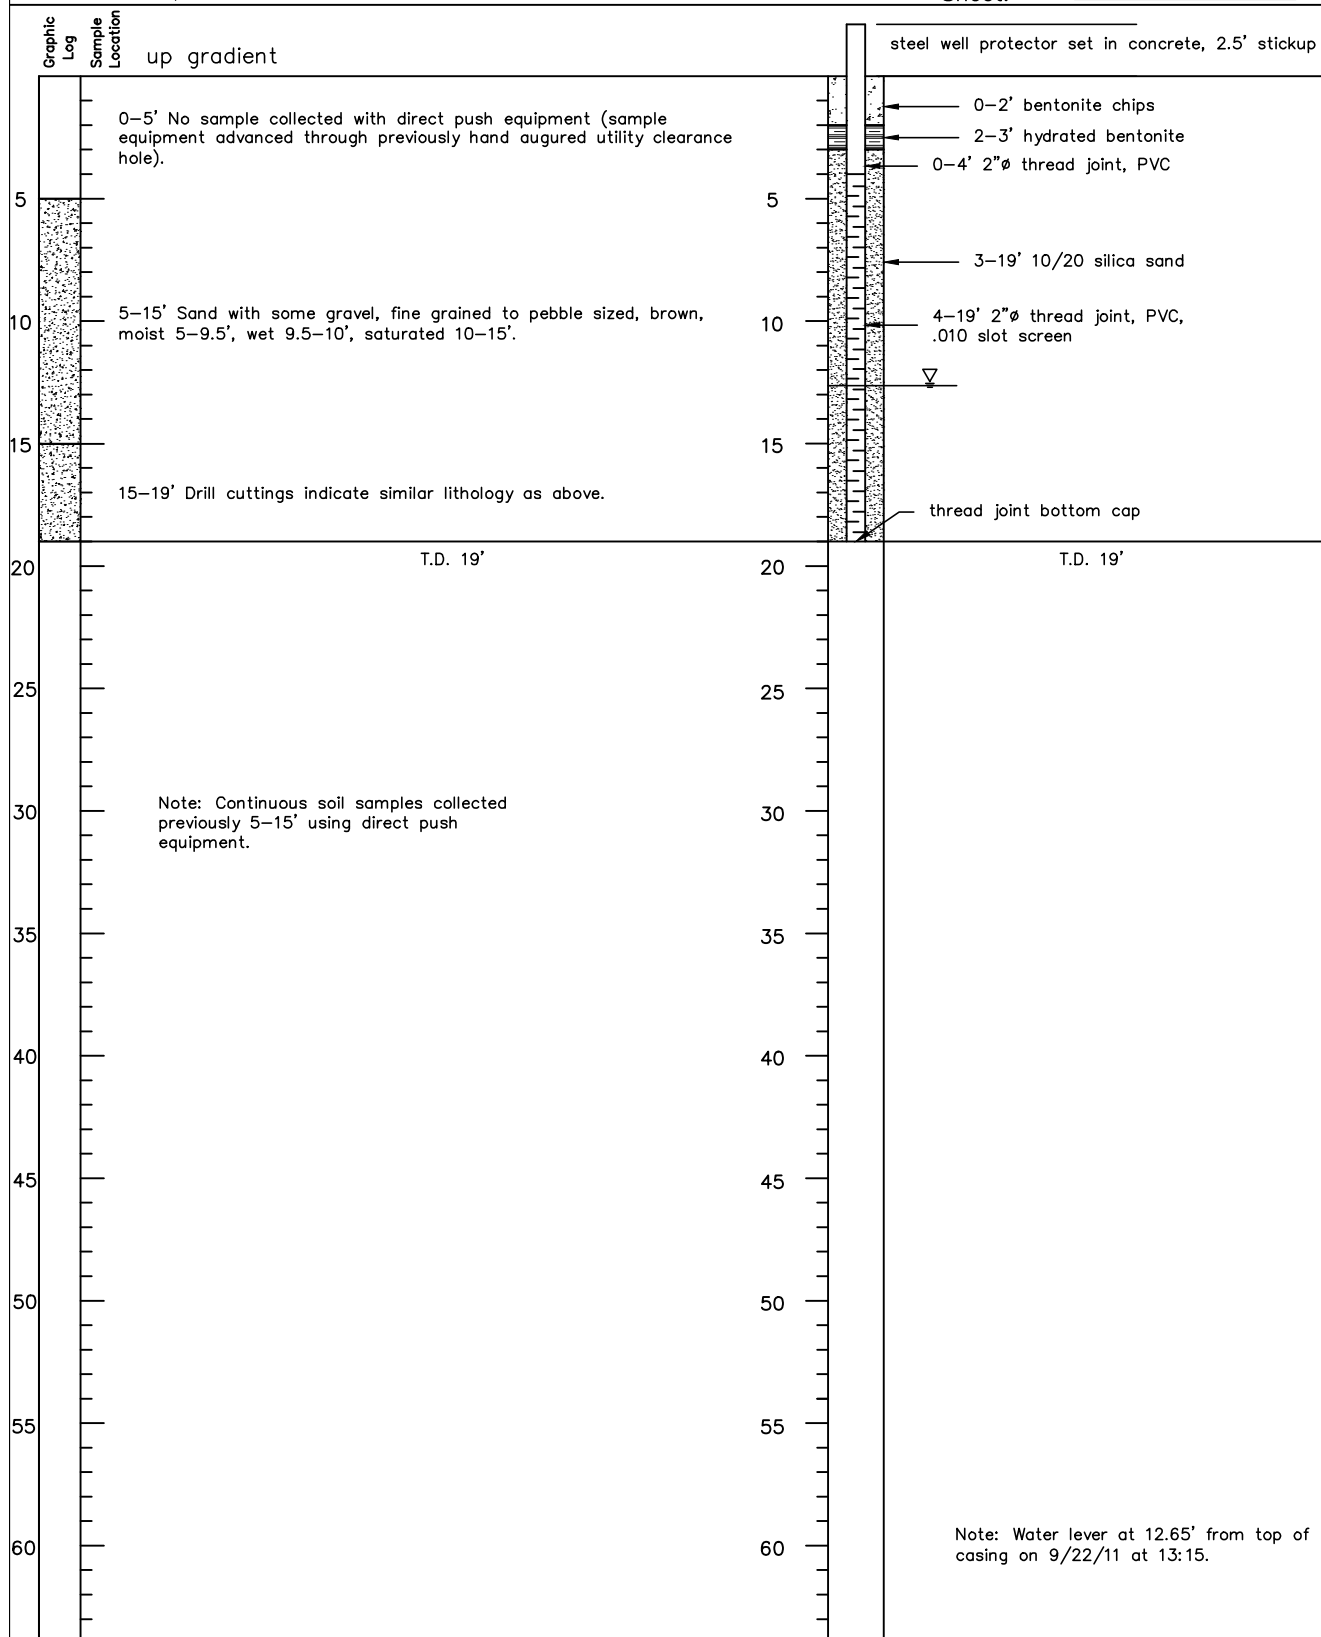 Sheet:
Graphic
Log
Sample
Location
up gradient
steel well protector set in concrete, 2.5' stickup
0–5' No sample collected with direct push equipment (sample
equipment advanced through previously hand augured utility clearance
hole).
0–2' bentonite chips
2–3' hydrated bentonite
0–4' 2"ø thread joint, PVC
5
5
3–19' 10/20 silica sand
5–15' Sand with some gravel, fine grained to pebble sized, brown,
moist 5–9.5', wet 9.5–10', saturated 10–15'.
10
10
4–19' 2"ø thread joint, PVC,
.010 slot screen
15
15
15–19' Drill cuttings indicate similar lithology as above.
thread joint bottom cap
T.D. 19'
T.D. 19'
20
20
25
25
Note: Continuous soil samples collected
previously 5–15' using direct push
equipment.
30
30
35
35
40
40
45
45
50
50
55
55
60
60
Note: Water lever at 12.65' from top of
casing on 9/22/11 at 13:15.